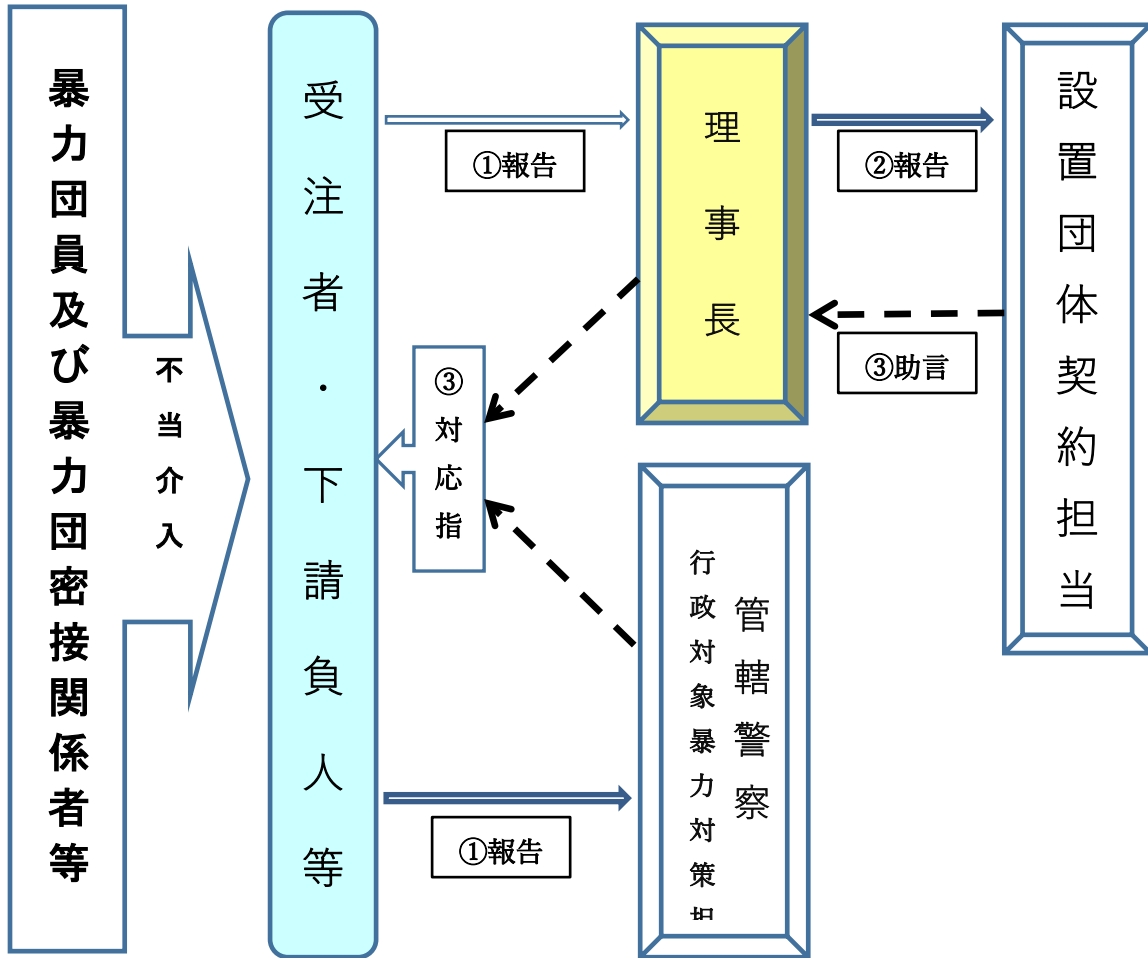 暴力団員及び暴力団密接関係者等
不当介入
受注者・下請負人等
①報告
理事長
②報告
設置団体契約担当
③助言
③対応指
①報告
管轄警察
行政対象暴力対策